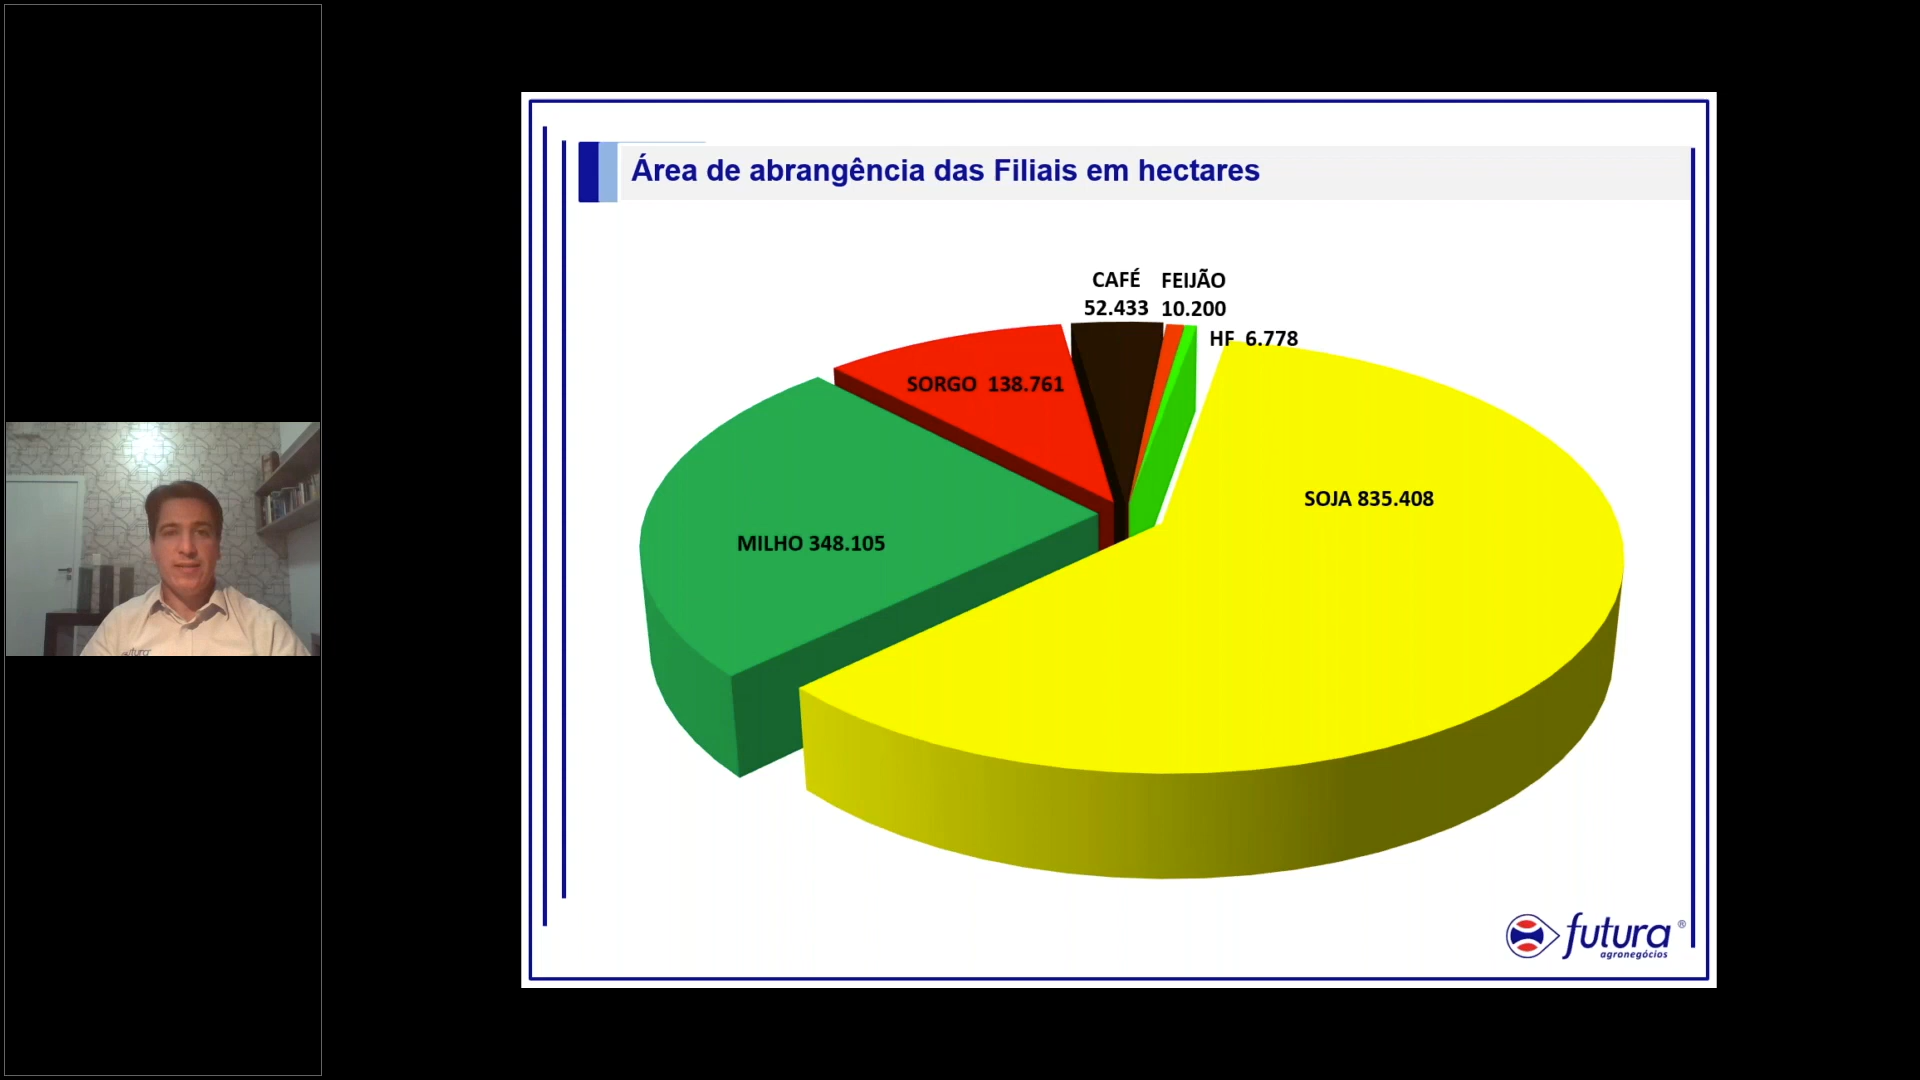 Área de abrangência das Filiais em hectares
CAFÉ
52.433
FEIJÃO
10.200
HF 6.778
SORGO 138.761
SOJA 835.408
MILHO 348.105
futura ®
agronegócios
futura